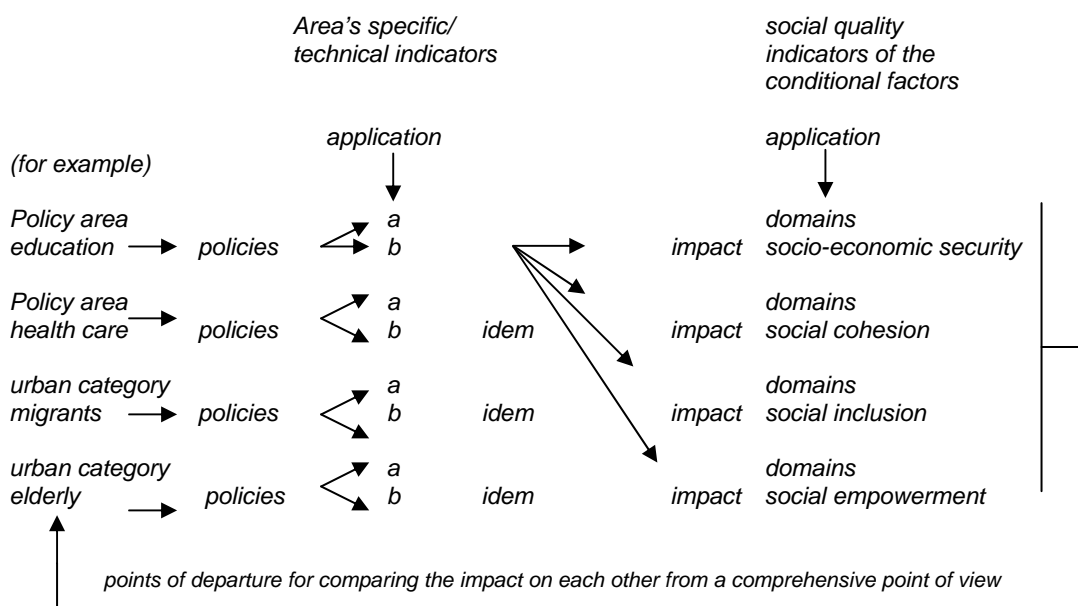 Area's specific/
technical indicators
social quality
indicators of the
conditional factors
application
application
(for example)
Policy area
education
policies
a
b
impact
domains
socio-economic security
Policy area
health care
policies
a
b
idem
impact
domains
social cohesion
urban category
migrants
policies
a
b
idem
impact
domains
social inclusion
urban category
elderly
policies
a
b
idem
impact
domains
social empowerment
points of departure for comparing the impact on each other from a comprehensive point of view